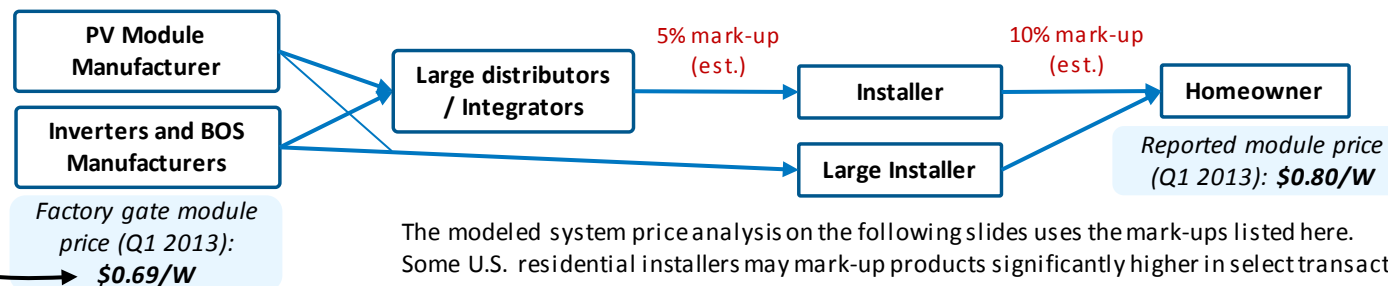 PV Module
Manufacturer
Inverters and BOS
Manufacturers
Factory gate module
price (Q1 2013):
$0.69/W
Large distributors
/ Integrators
5% mark-up
(est.)
Installer
Large Installer
10% mark-up
(est.)
Homeowner
Reported module price
(Q1 2013): $0.80/W
The modeled system price analysis on the following slides uses the mark-ups listed here.
Some U.S. residential installers may mark-up products significantly higher in select transact